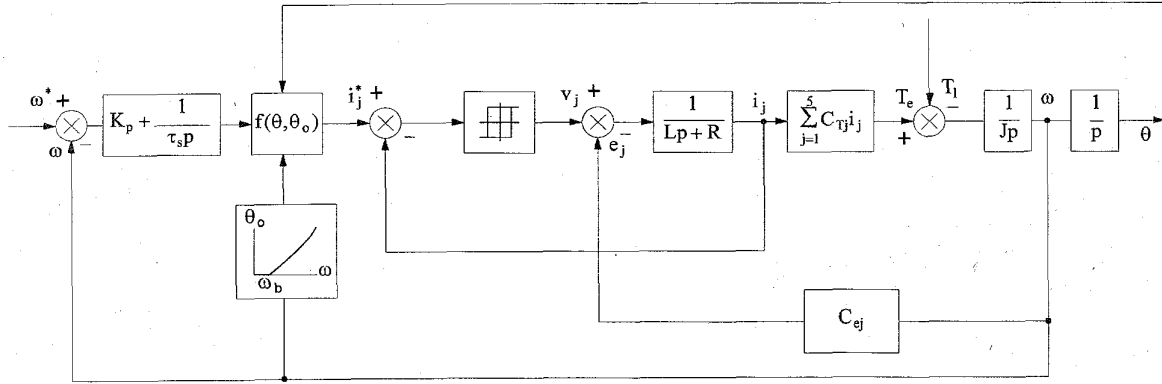 ω* +
ω −
K_p + 1/(τ_s p)
f(θ,θ_o)
i_j* +
−
v_j +
−
e_j
1/(Lp + R)
i_j
5
∑ C_Tj i_j
j=1
T_e
+
T_l
−
1/(Jp)
ω
1/p
θ
θ_o
ω
ω_b
C_ej